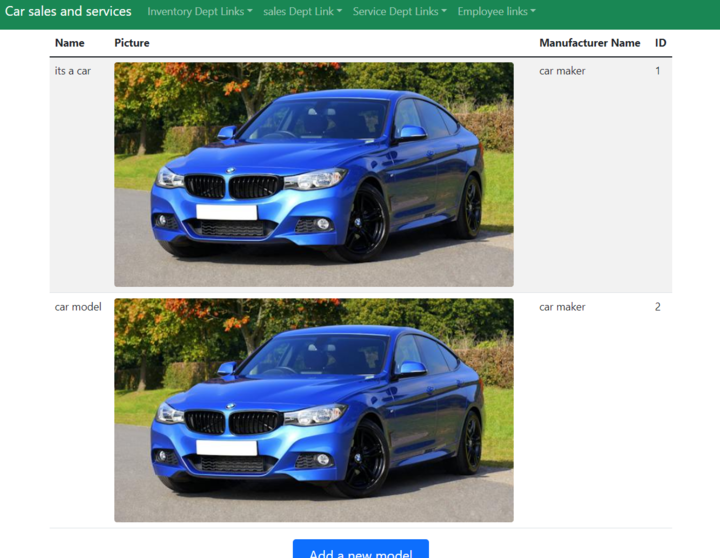 Car sales and services Inventory Dept Links sales Dept Link Service Dept Links Employee links
Name Picture Manufacturer Name ID
its a car car maker 1
car model car maker 2
Add a new model